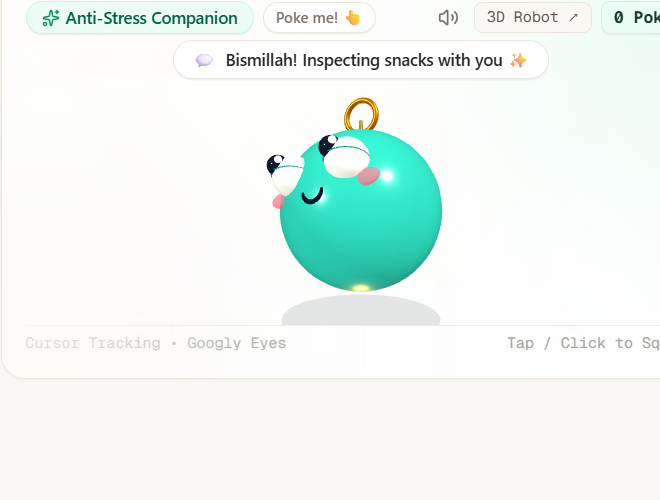 Anti-Stress Companion
Poke me! 👆
3D Robot ↗
0 Pok
Bismillah! Inspecting snacks with you ✨
Cursor Tracking • Googly Eyes
Tap / Click to Sq